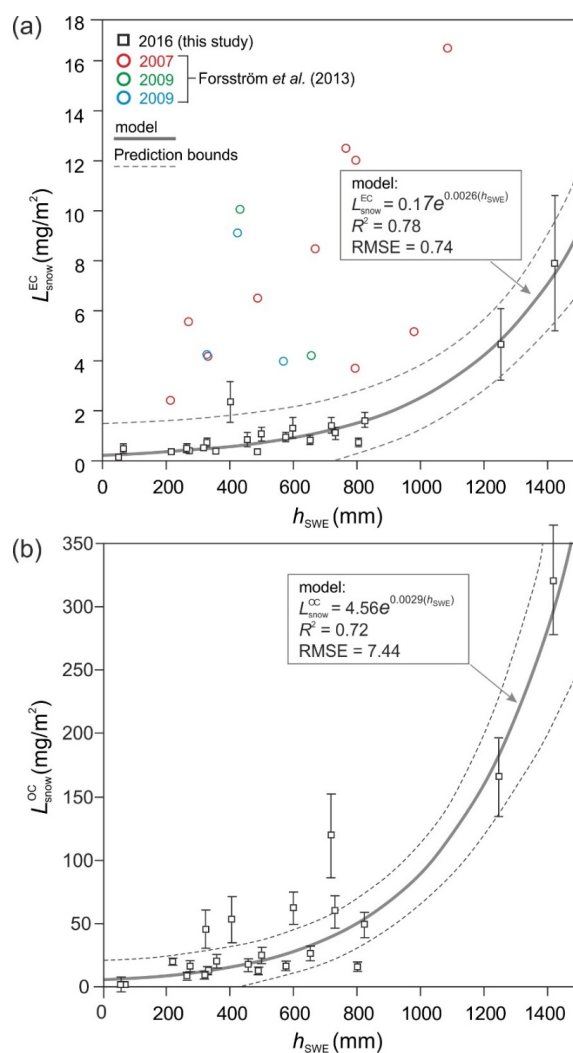 (a)
18
16
14
12
10
8
6
4
2
0
L^EC_snow (mg/m²)
2016 (this study)
2007
2009
2009
Forsström et al. (2013)
model
Prediction bounds
model:
L^EC_snow = 0.17e^0.0026(h_SWE)
R² = 0.78
RMSE = 0.74
0 200 400 600 800 1000 1200 1400
h_SWE (mm)
(b)
350
300
250
200
150
100
50
0
L^OC_snow (mg/m²)
model:
L^OC_snow = 4.56e^0.0029(h_SWE)
R² = 0.72
RMSE = 7.44
0 200 400 600 800 1000 1200 1400
h_SWE (mm)